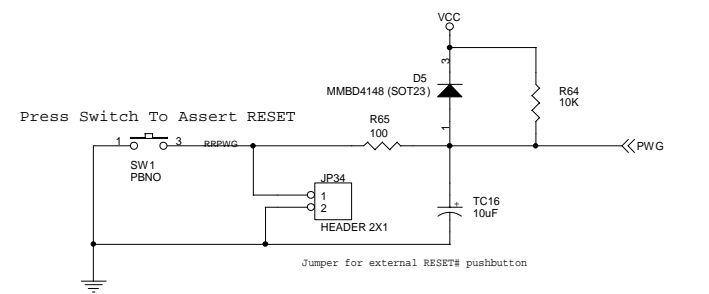 VCC
3
D5
MMBD4148 (SOT23)
R64
10K
Press Switch To Assert RESET
R65
100
1
1
3
RRPWG
PWG
SW1
PBNO
JP34
1
2
TC16
10uF
+
HEADER 2X1
Jumper for external RESET# pushbutton